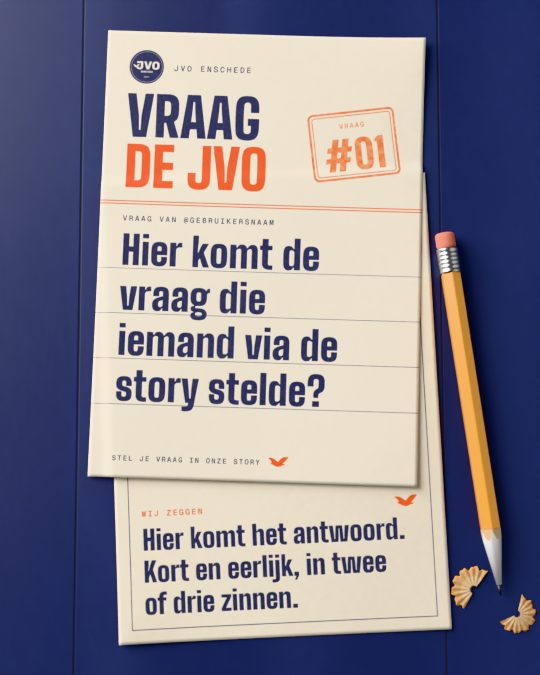 JVO
JVO ENSCHEDE
VRAAG
DE JVO
VRAAG
#01
VRAAG VAN @GEBRUIKERSNAAM
Hier komt de
vraag die
iemand via de
story stelde?
STEL JE VRAAG IN ONZE STORY
WIJ ZEGGEN
Hier komt het antwoord.
Kort en eerlijk, in twee
of drie zinnen.